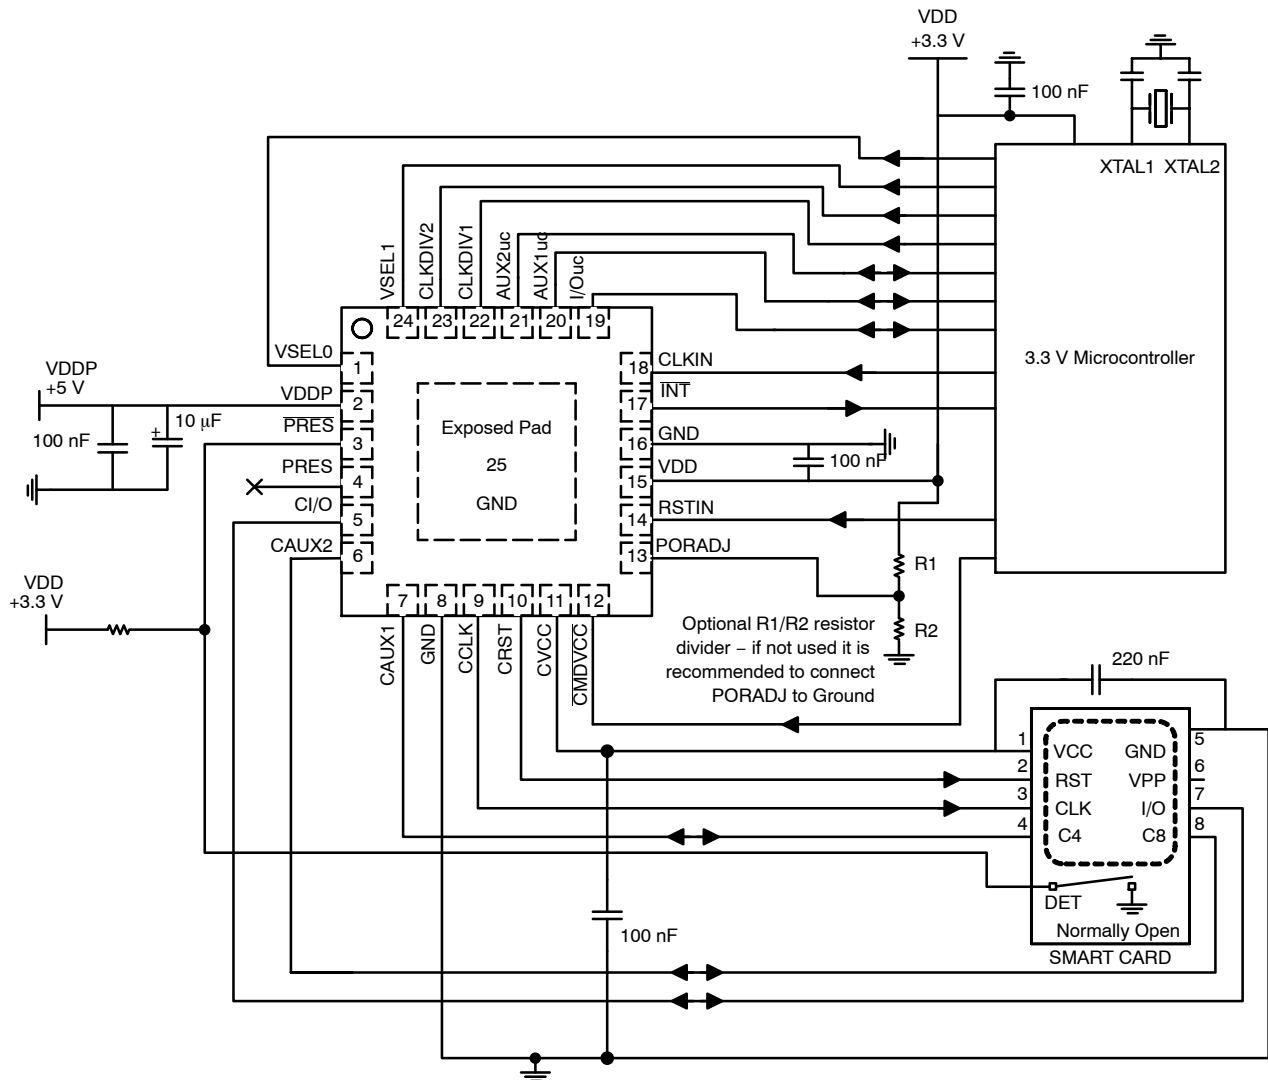 VDD
+3.3 V
100 nF
XTAL1 XTAL2
3.3 V Microcontroller
VSEL1
CLKDIV2
CLKDIV1
AUX2uc
AUX1uc
I/Ouc
24
23
22
21
20
19
VSEL0
1
VDDP
2
PRES
3
PRES
4
CI/O
5
CAUX2
6
VDDP
+5 V
100 nF
+
10 μF
Exposed Pad
25
GND
18
CLKIN
17
INT
16
GND
15
VDD
14
RSTIN
13
PORADJ
100 nF
R1
R2
VDD
+3.3 V
7
8
9
10
11
12
CAUX1
GND
CCLK
CRST
CVCC
CMDVCC
Optional R1/R2 resistor
divider – if not used it is
recommended to connect
PORADJ to Ground
220 nF
1
2
3
4
VCC
RST
CLK
C4
GND
VPP
I/O
C8
5
6
7
8
DET
Normally Open
SMART CARD
100 nF